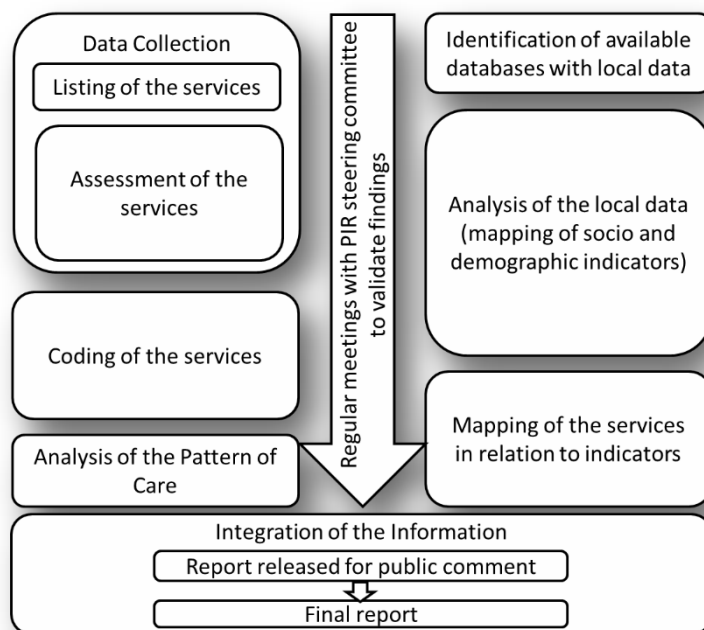 Data Collection
Listing of the services
Assessment of the
services
Coding of the services
Analysis of the Pattern of
Care
Regular meetings with PIR steering committee
to validate findings
Identification of available
databases with local data
Analysis of the local data
(mapping of socio and
demographic indicators)
Mapping of the services
in relation to indicators
Integration of the Information
Report released for public comment
Final report